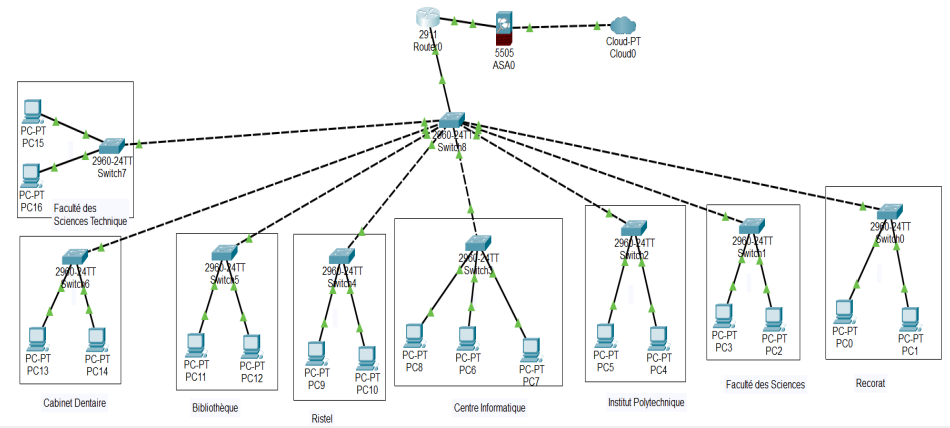 2911
Router0
5505
ASA0
Cloud-PT
Cloud0
2960-24TT
Switch8
PC-PT
PC15
2960-24TT
Switch7
PC-PT
PC16
Faculté des
Sciences Technique
2960-24TT
Switch6
PC-PT
PC13
PC-PT
PC14
Cabinet Dentaire
2960-24TT
Switch5
PC-PT
PC11
PC-PT
PC12
Bibliothèque
2960-24TT
Switch4
PC-PT
PC9
PC-PT
PC10
Ristel
2960-24TT
Switch3
PC-PT
PC8
PC-PT
PC6
PC-PT
PC7
Centre Informatique
2960-24TT
Switch2
PC-PT
PC5
PC-PT
PC4
Institut Polytechnique
2960-24TT
Switch1
PC-PT
PC3
PC-PT
PC2
Faculté des Sciences
2960-24TT
Switch0
PC-PT
PC0
PC-PT
PC1
Recorat